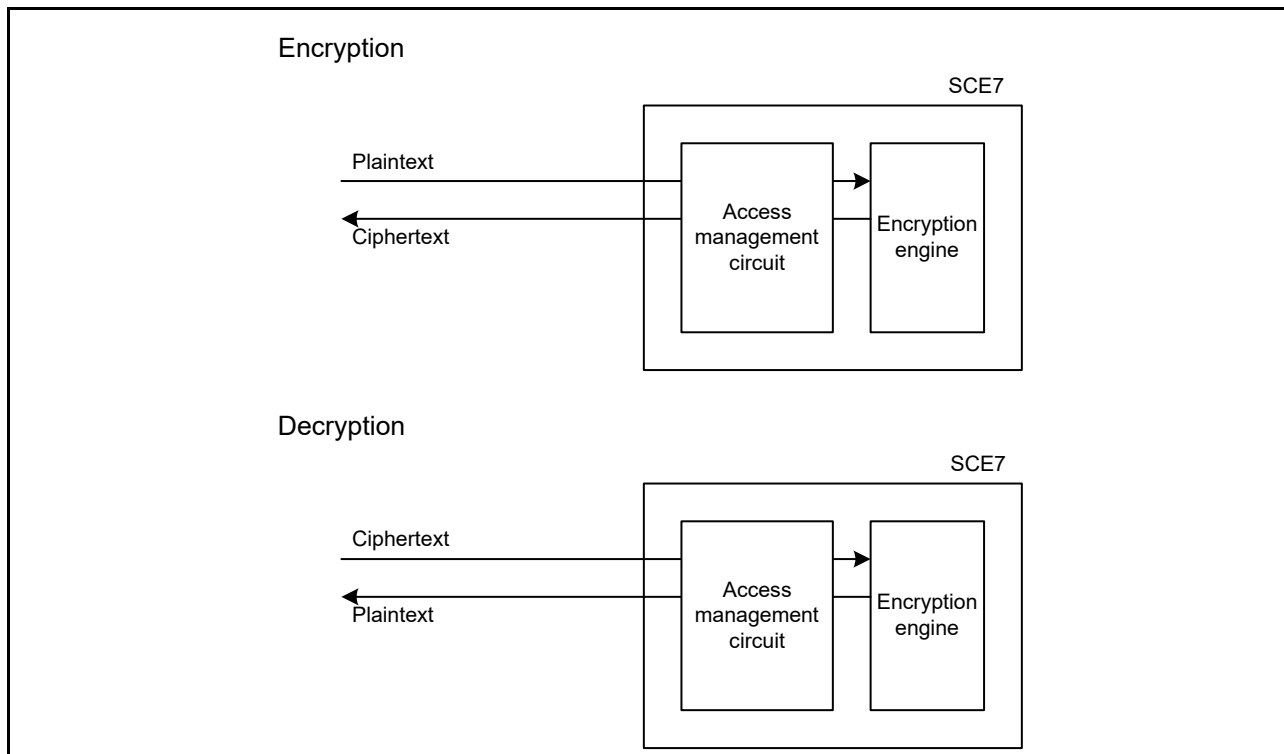 Encryption
SCE7
Plaintext
Ciphertext
Access
management
circuit
Encryption
engine
Decryption
SCE7
Ciphertext
Plaintext
Access
management
circuit
Encryption
engine